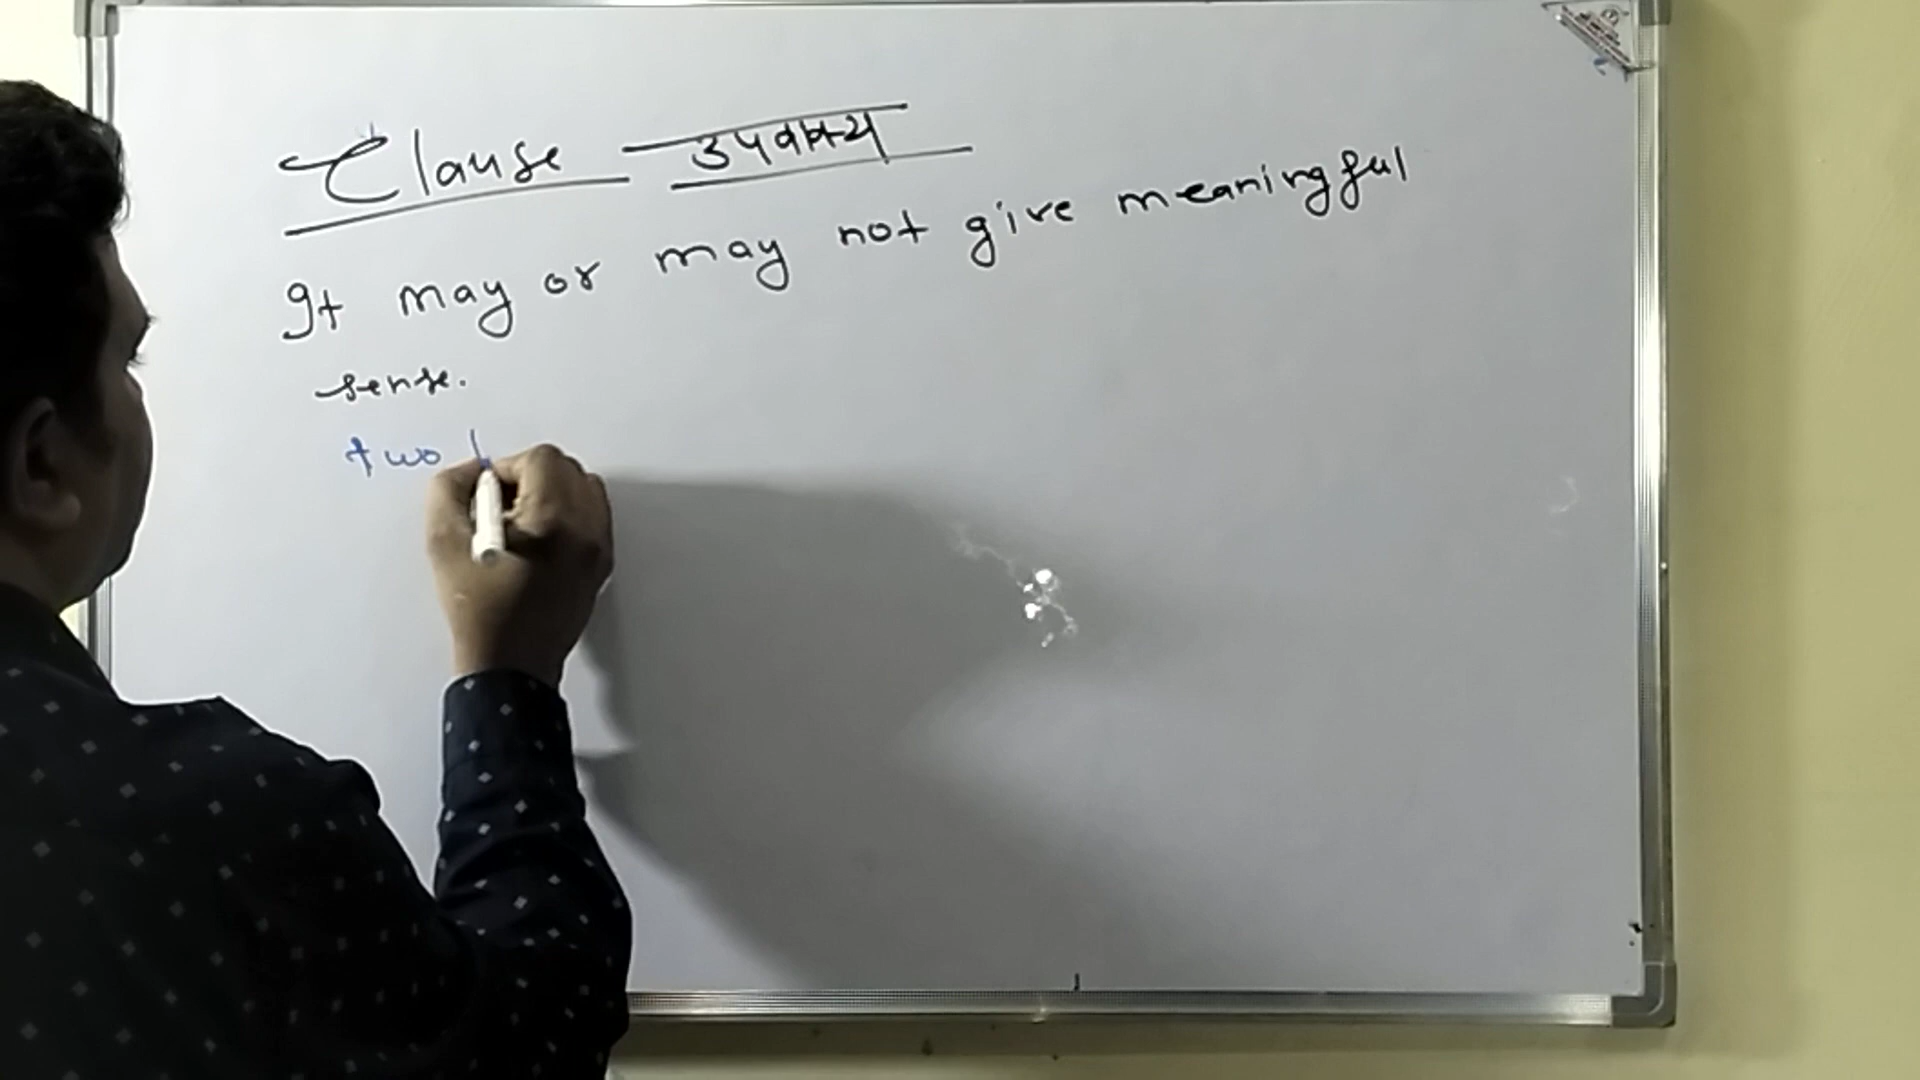 Clause - उपवाक्य
It may or may not give meaningful
sense.
two